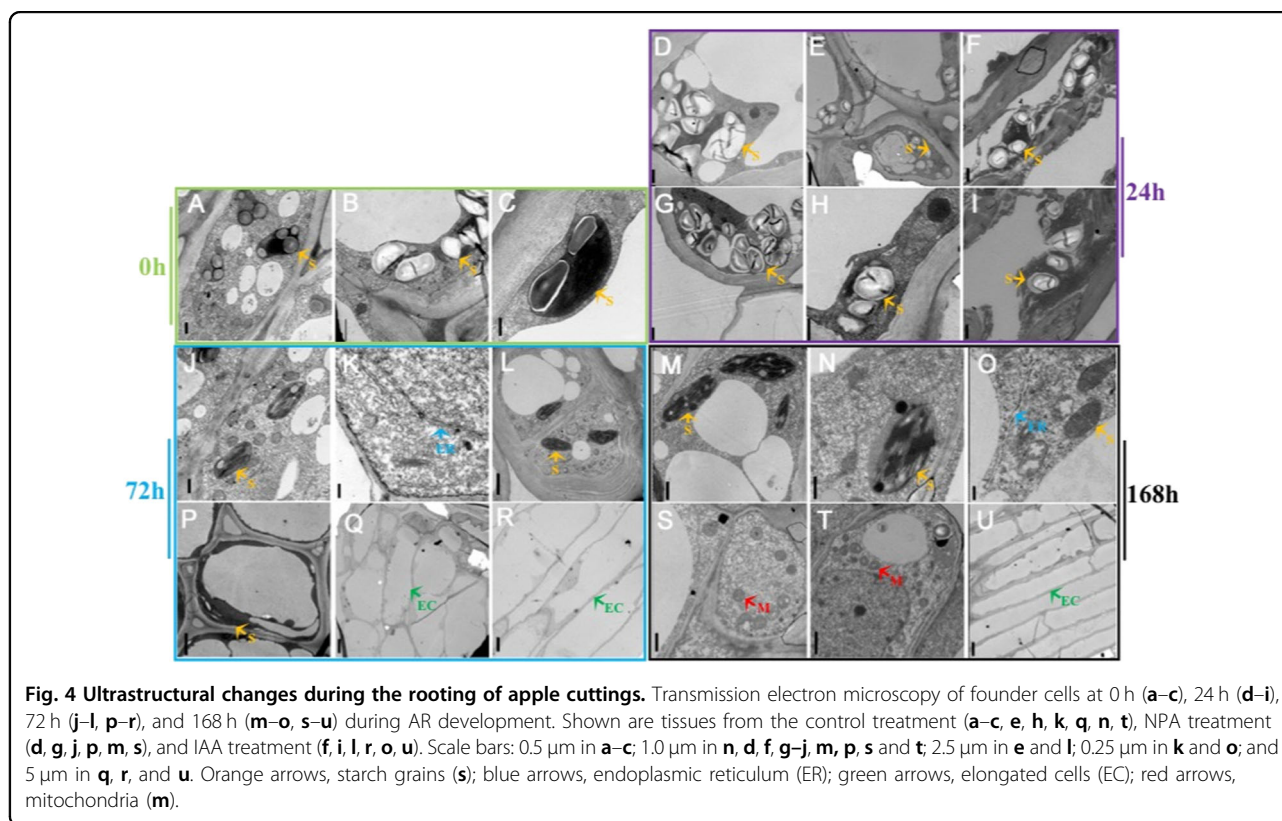 D E F
S S S
G H I
S S S
24h
A B C
S S S
0h
J K L
S ER S
72h
P Q R
S EC EC
M N O
S
168h
S T U
M M EC
Fig. 4 Ultrastructural changes during the rooting of apple cuttings. Transmission electron microscopy of founder cells at 0 h (a–c), 24 h (d–i),
72 h (j–l, p–r), and 168 h (m–o, s–u) during AR development. Shown are tissues from the control treatment (a–c, e, h, k, q, n, t), NPA treatment
(d, g, j, p, m, s), and IAA treatment (f, i, l, r, o, u). Scale bars: 0.5 µm in a–c; 1.0 µm in n, d, f, g–j, m, p, s and t; 2.5 µm in e and l; 0.25 µm in k and o; and
5 µm in q, r, and u. Orange arrows, starch grains (s); blue arrows, endoplasmic reticulum (ER); green arrows, elongated cells (EC); red arrows,
mitochondria (m).